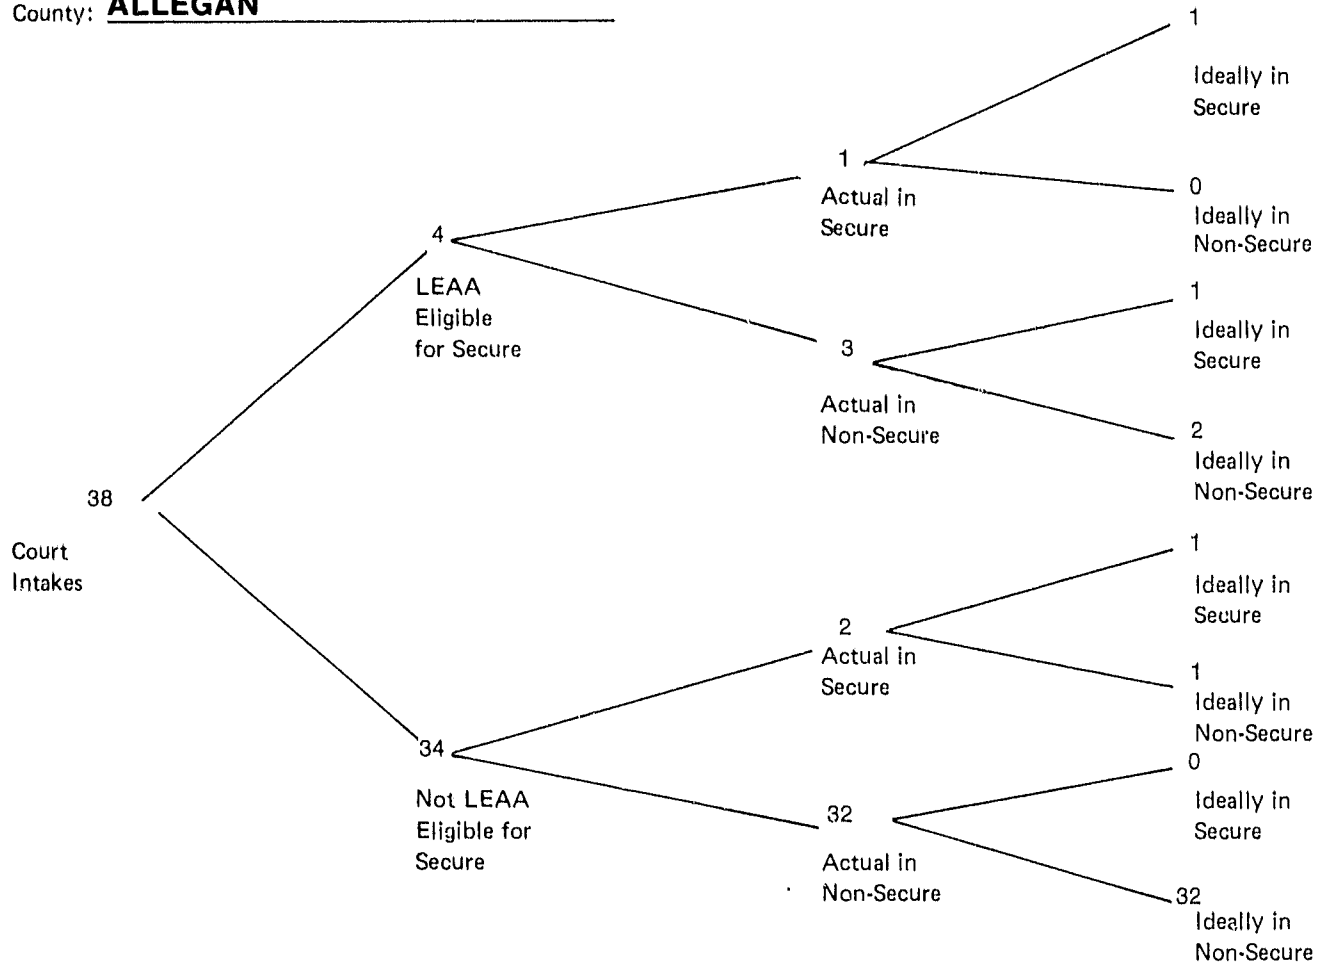 County: ALLEGAN
1
Ideally in
Secure
1
Actual in
Secure
0
Ideally in
Non-Secure
4
LEAA
Eligible
for Secure
1
Ideally in
Secure
3
Actual in
Non-Secure
2
Ideally in
Non-Secure
38
Court
Intakes
1
Ideally in
Secure
2
Actual in
Secure
1
Ideally in
Non-Secure
34
Not LEAA
Eligible for
Secure
0
Ideally in
Secure
32
Actual in
Non-Secure
32
Ideally in
Non-Secure